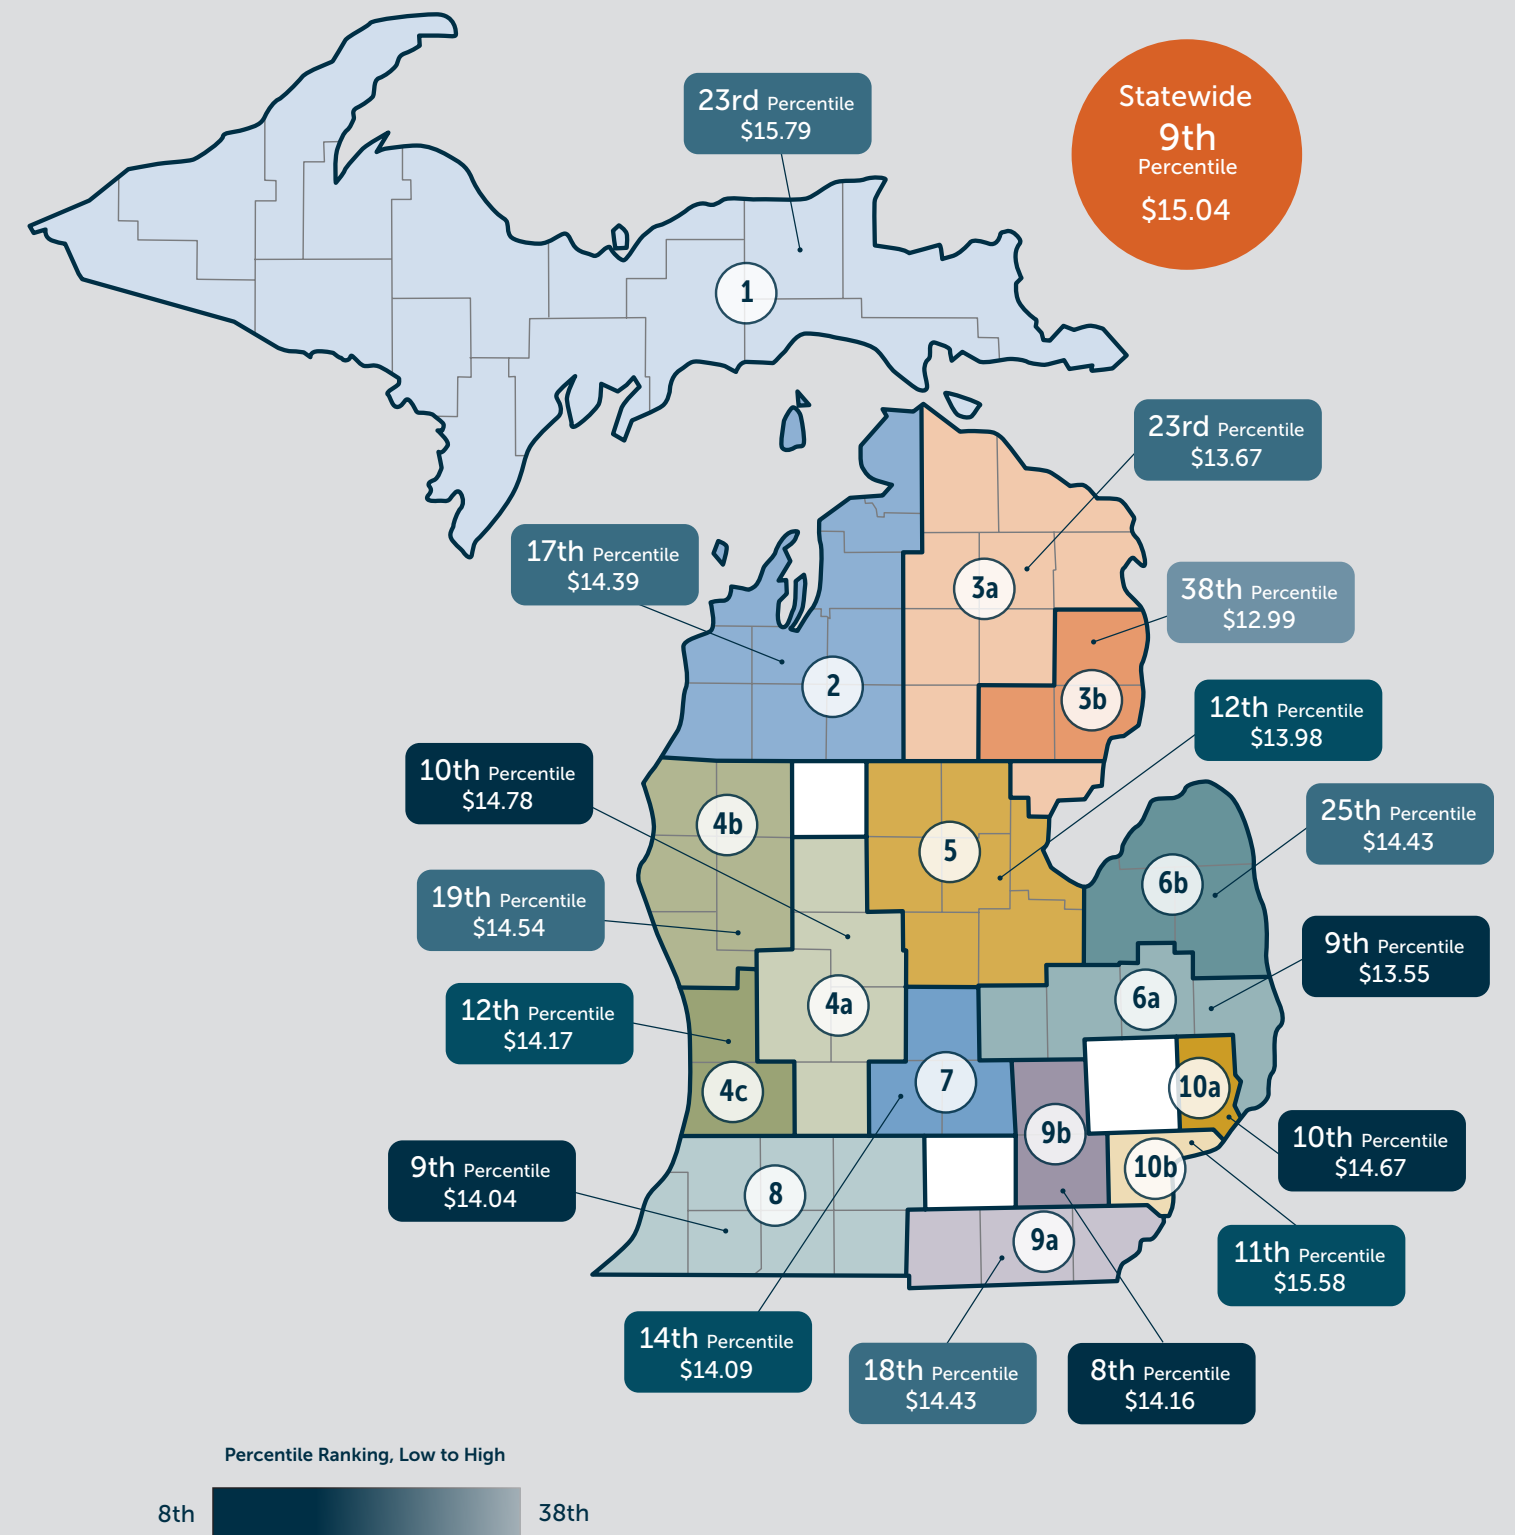 Statewide
9th
Percentile
$15.04
23rd Percentile
$15.79
1
23rd Percentile
$13.67
17th Percentile
$14.39
3a
38th Percentile
$12.99
2
3b
12th Percentile
$13.98
10th Percentile
$14.78
4b
5
25th Percentile
$14.43
6b
19th Percentile
$14.54
9th Percentile
$13.55
4a
6a
12th Percentile
$14.17
4c
7
10a
9b
10b
10th Percentile
$14.67
9th Percentile
$14.04
8
9a
11th Percentile
$15.58
14th Percentile
$14.09
18th Percentile
$14.43
8th Percentile
$14.16
Percentile Ranking, Low to High
8th
38th